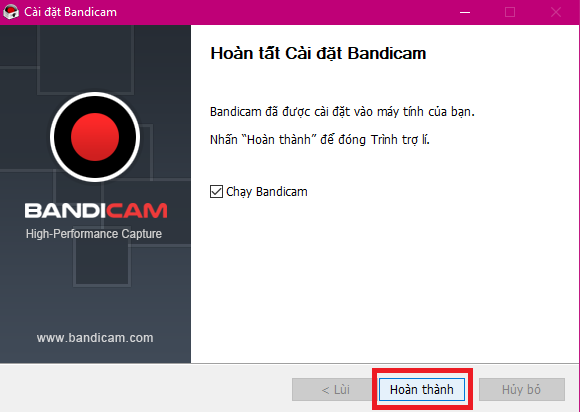 Cài đặt Bandicam
Hoàn tất Cài đặt Bandicam
Bandicam đã được cài đặt vào máy tính của bạn.
Nhấn “Hoàn thành” để đóng Trình trợ lí.
Chạy Bandicam
BANDICAM
High-Performance Capture
www.bandicam.com
< Lùi
Hoàn thành
Hủy bỏ